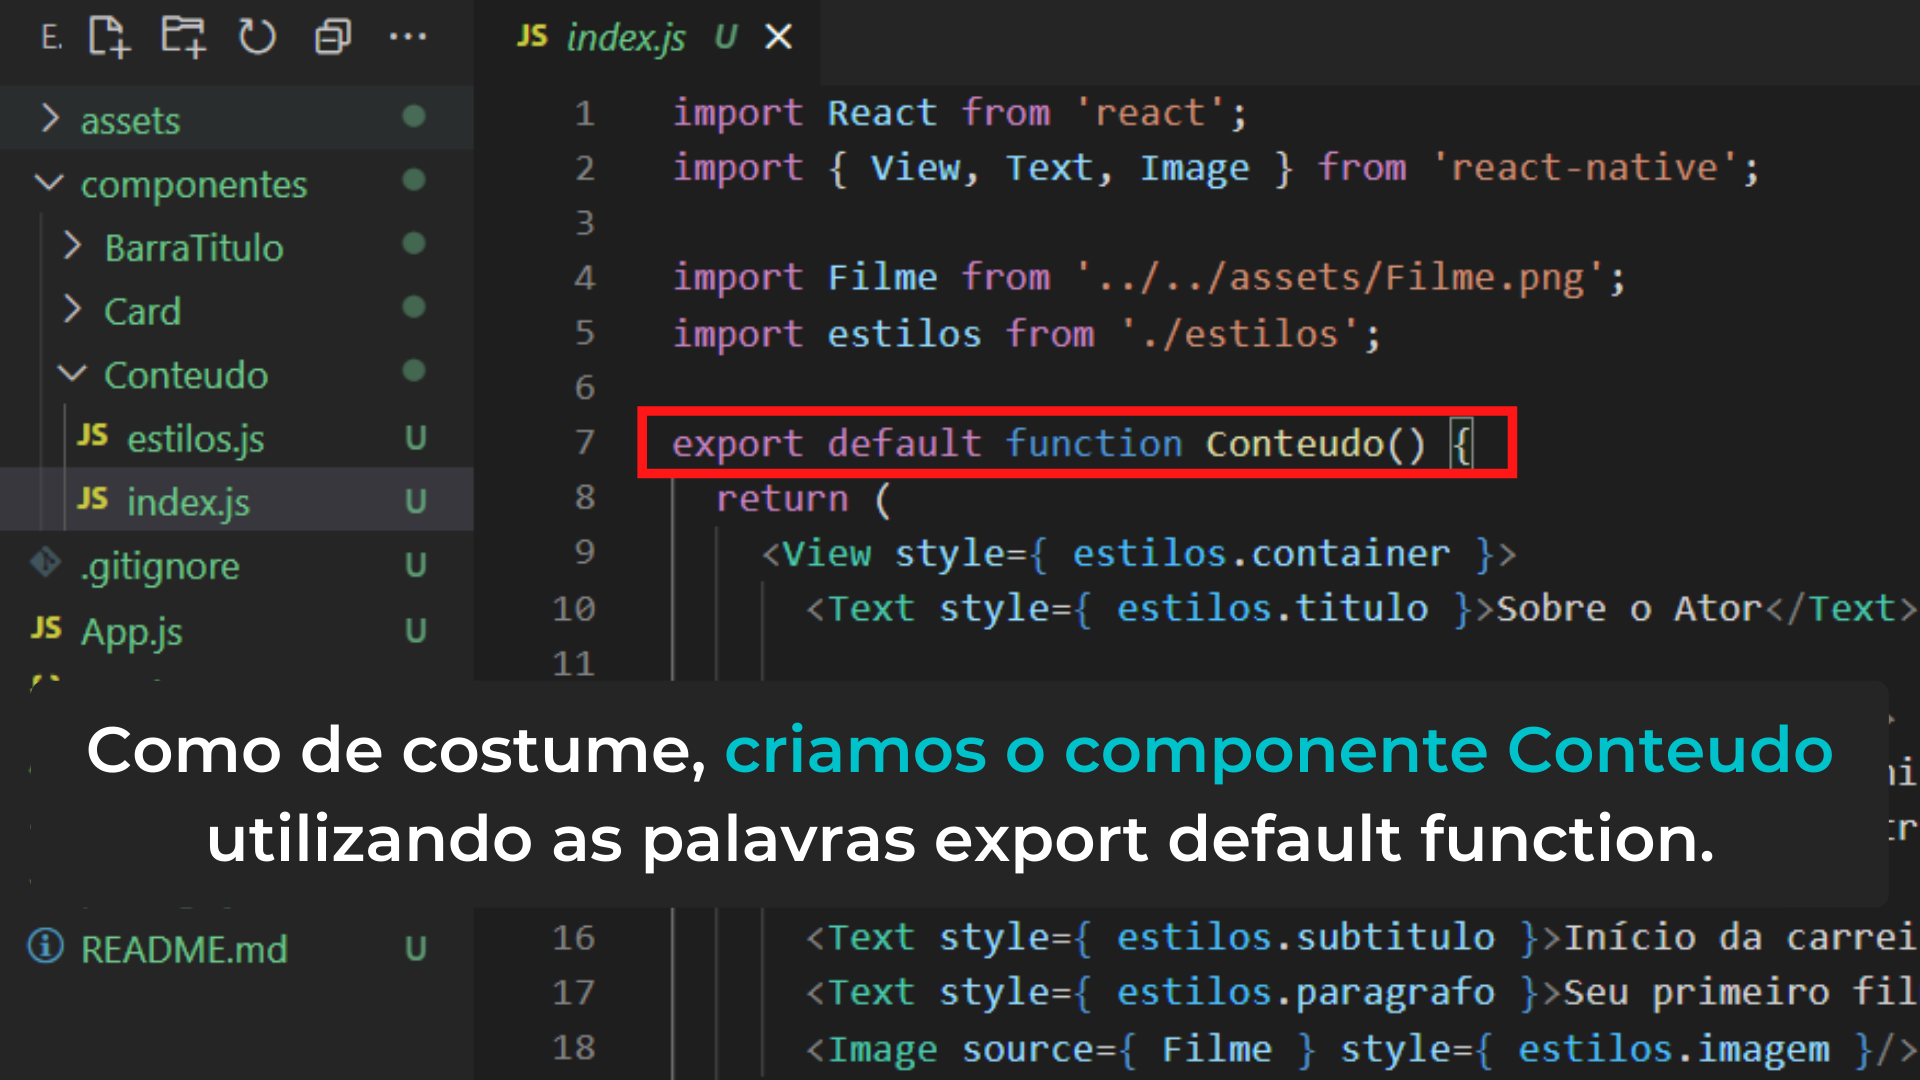 E.
assets
componentes
BarraTitulo
Card
Conteudo
JS estilos.js U
JS index.js U
.gitignore U
JS App.js U
README.md U
JS index.js U
1 import React from 'react';
2 import { View, Text, Image } from 'react-native';
3
4 import Filme from '../../assets/Filme.png';
5 import estilos from './estilos';
6
7 export default function Conteudo() {
8 return (
9 <View style={ estilos.container }>
10 <Text style={ estilos.titulo }>Sobre o Ator</Text>
11
Como de costume, criamos o componente Conteudo
utilizando as palavras export default function.
16 <Text style={ estilos.subtitulo }>Início da carrei
17 <Text style={ estilos.paragrafo }>Seu primeiro fil
18 <Image source={ Filme } style={ estilos.imagem }/>